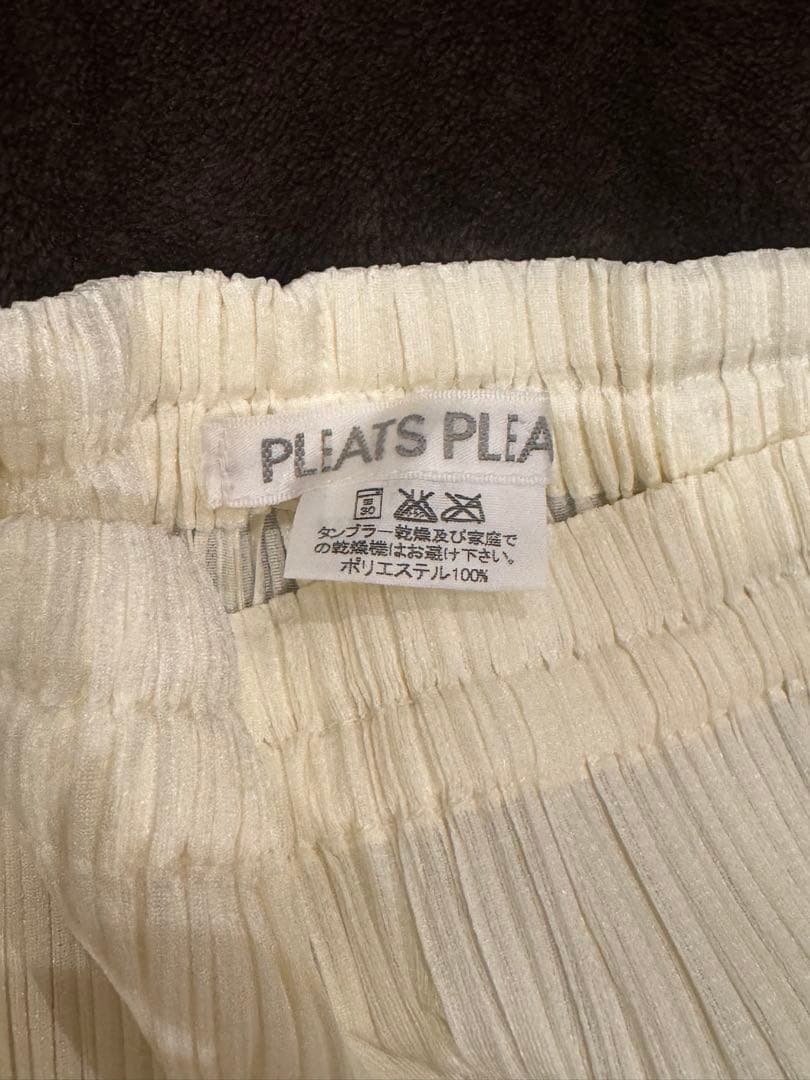 PLEATS PLEA
30
タンブラー乾燥及び家庭で
の乾燥機はお避け下さい。
ポリエステル100%